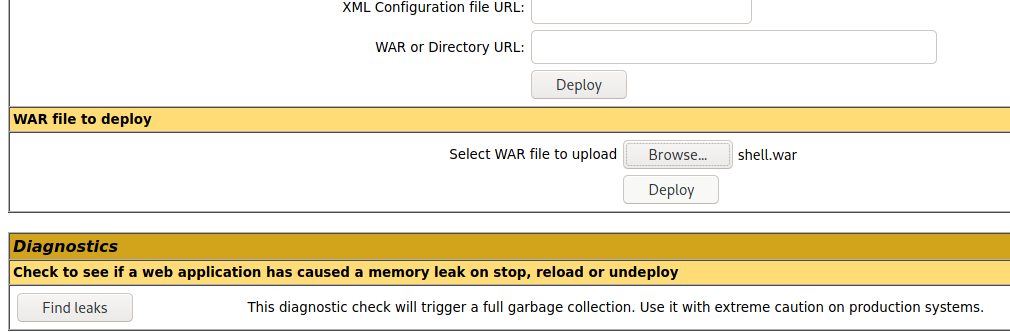 XML Configuration file URL:
WAR or Directory URL:
Deploy
WAR file to deploy
Select WAR file to upload Browse... shell.war
Deploy
Diagnostics
Check to see if a web application has caused a memory leak on stop, reload or undeploy
Find leaks This diagnostic check will trigger a full garbage collection. Use it with extreme caution on production systems.